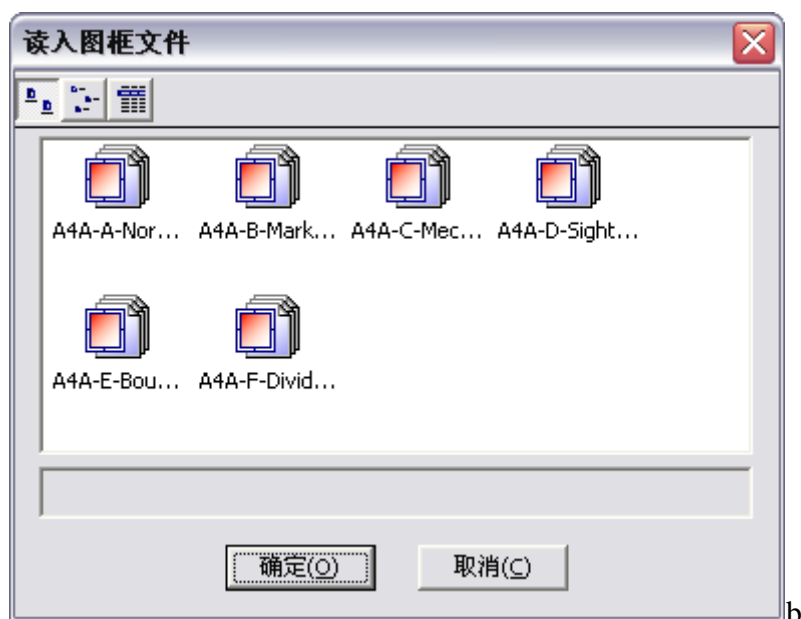 读入图框文件
A4A-A-Nor... A4A-B-Mark... A4A-C-Mec... A4A-D-Sight...
A4A-E-Bou... A4A-F-Divid...
确定(O) 取消(C)
b